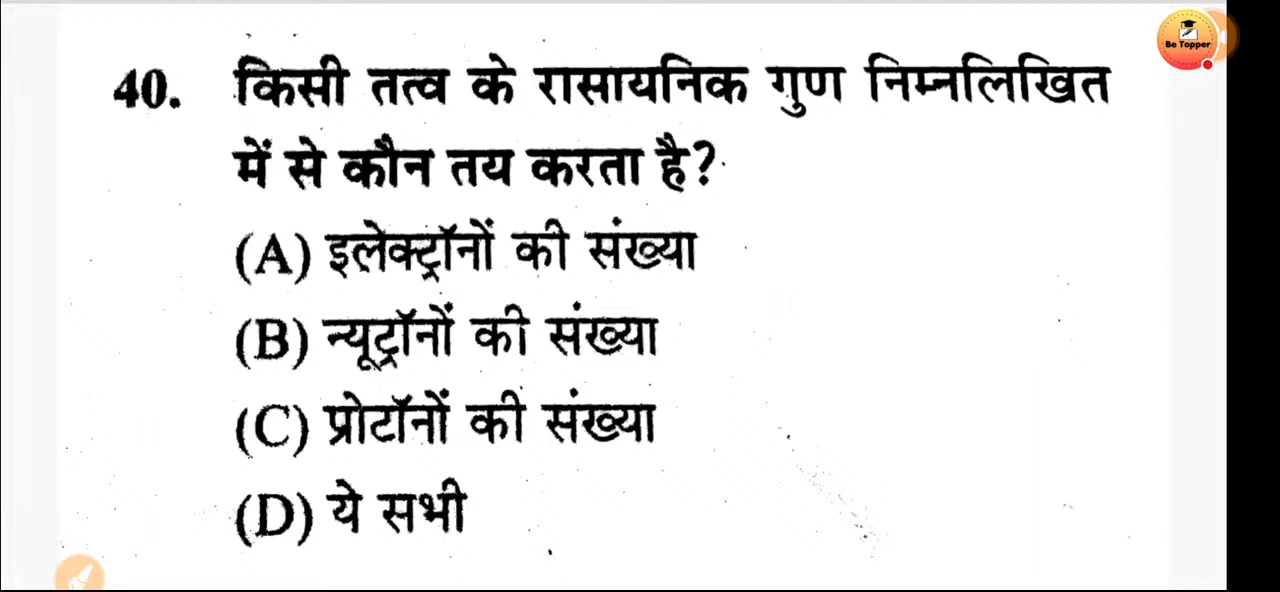 Be Topper
40. किसी तत्व के रासायनिक गुण निम्नलिखित
में से कौन तय करता है?
(A) इलेक्ट्रॉनों की संख्या
(B) न्यूट्रॉनों की संख्या
(C) प्रोटॉनों की संख्या
(D) ये सभी